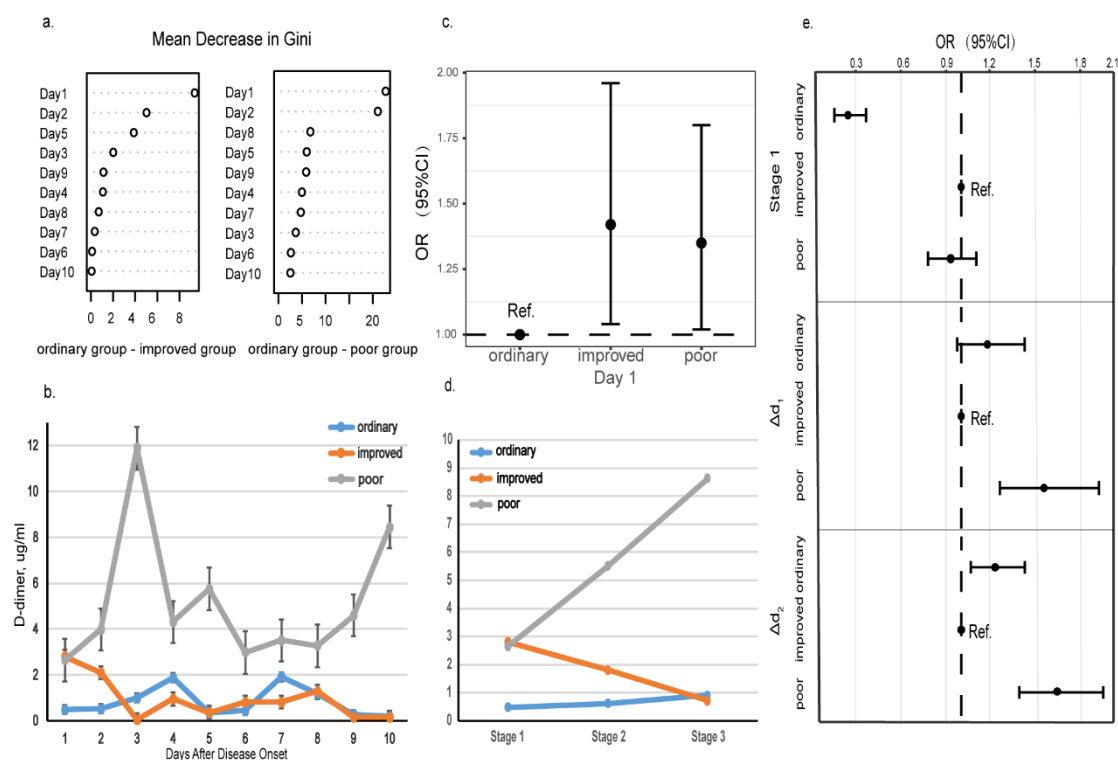 a.
Mean Decrease in Gini
Day1
Day2
Day5
Day3
Day9
Day4
Day8
Day7
Day6
Day10
0 2 4 6 8
ordinary group - improved group
Day1
Day2
Day8
Day5
Day9
Day4
Day7
Day3
Day6
Day10
0 5 10 20
ordinary group - poor group
b.
ordinary
improved
poor
D-dimer, ug/ml
12
10
8
6
4
2
0
1 2 3 4 5 6 7 8 9 10
Days After Disease Onset
c.
OR (95%CI)
2.00
1.75
1.50
1.25
1.00
Ref.
ordinary improved poor
Day 1
d.
ordinary
improved
poor
10
9
8
7
6
5
4
3
2
1
0
Stage 1 Stage 2 Stage 3
e.
OR (95%CI)
0.3 0.6 0.9 1.2 1.5 1.8 2.1
Stage 1
ordinary
improved
Ref.
poor
Δd1
ordinary
improved
Ref.
poor
Δd2
ordinary
improved
Ref.
poor